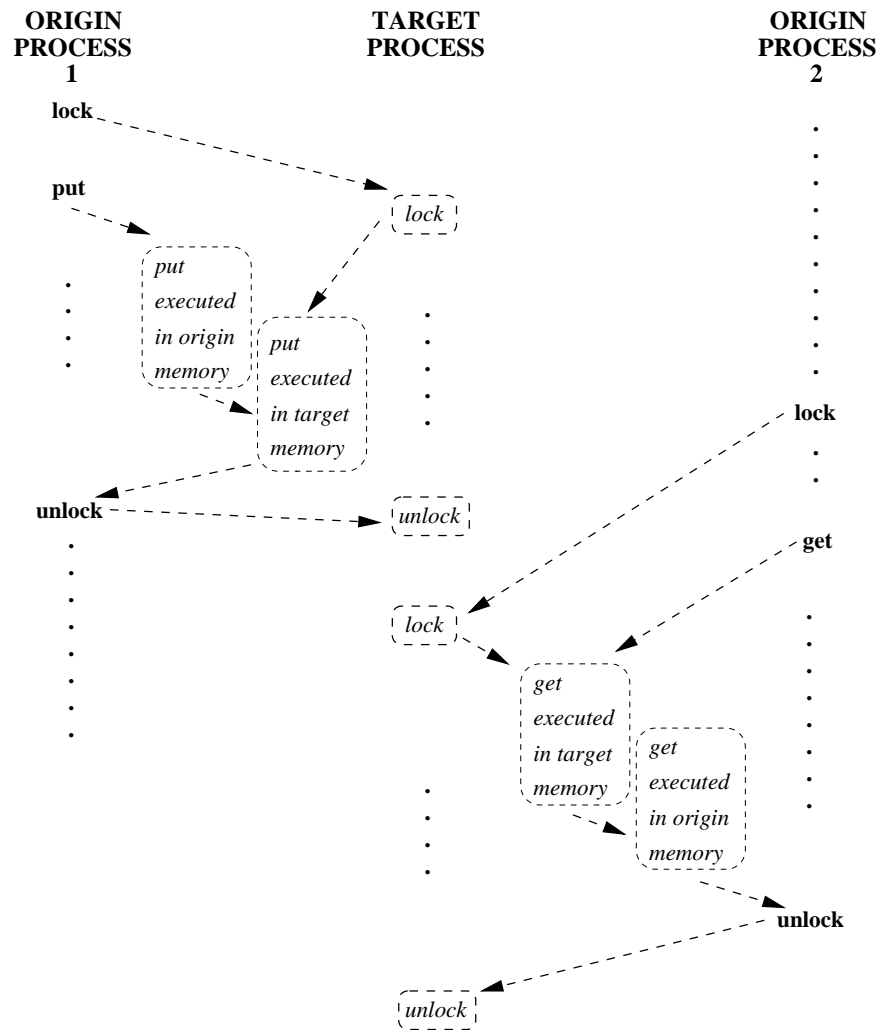 ORIGIN
PROCESS
1
TARGET
PROCESS
ORIGIN
PROCESS
2
lock
put
lock
put
executed
in origin
memory
put
executed
in target
memory
lock
unlock
unlock
get
lock
get
executed
in target
memory
get
executed
in origin
memory
unlock
unlock